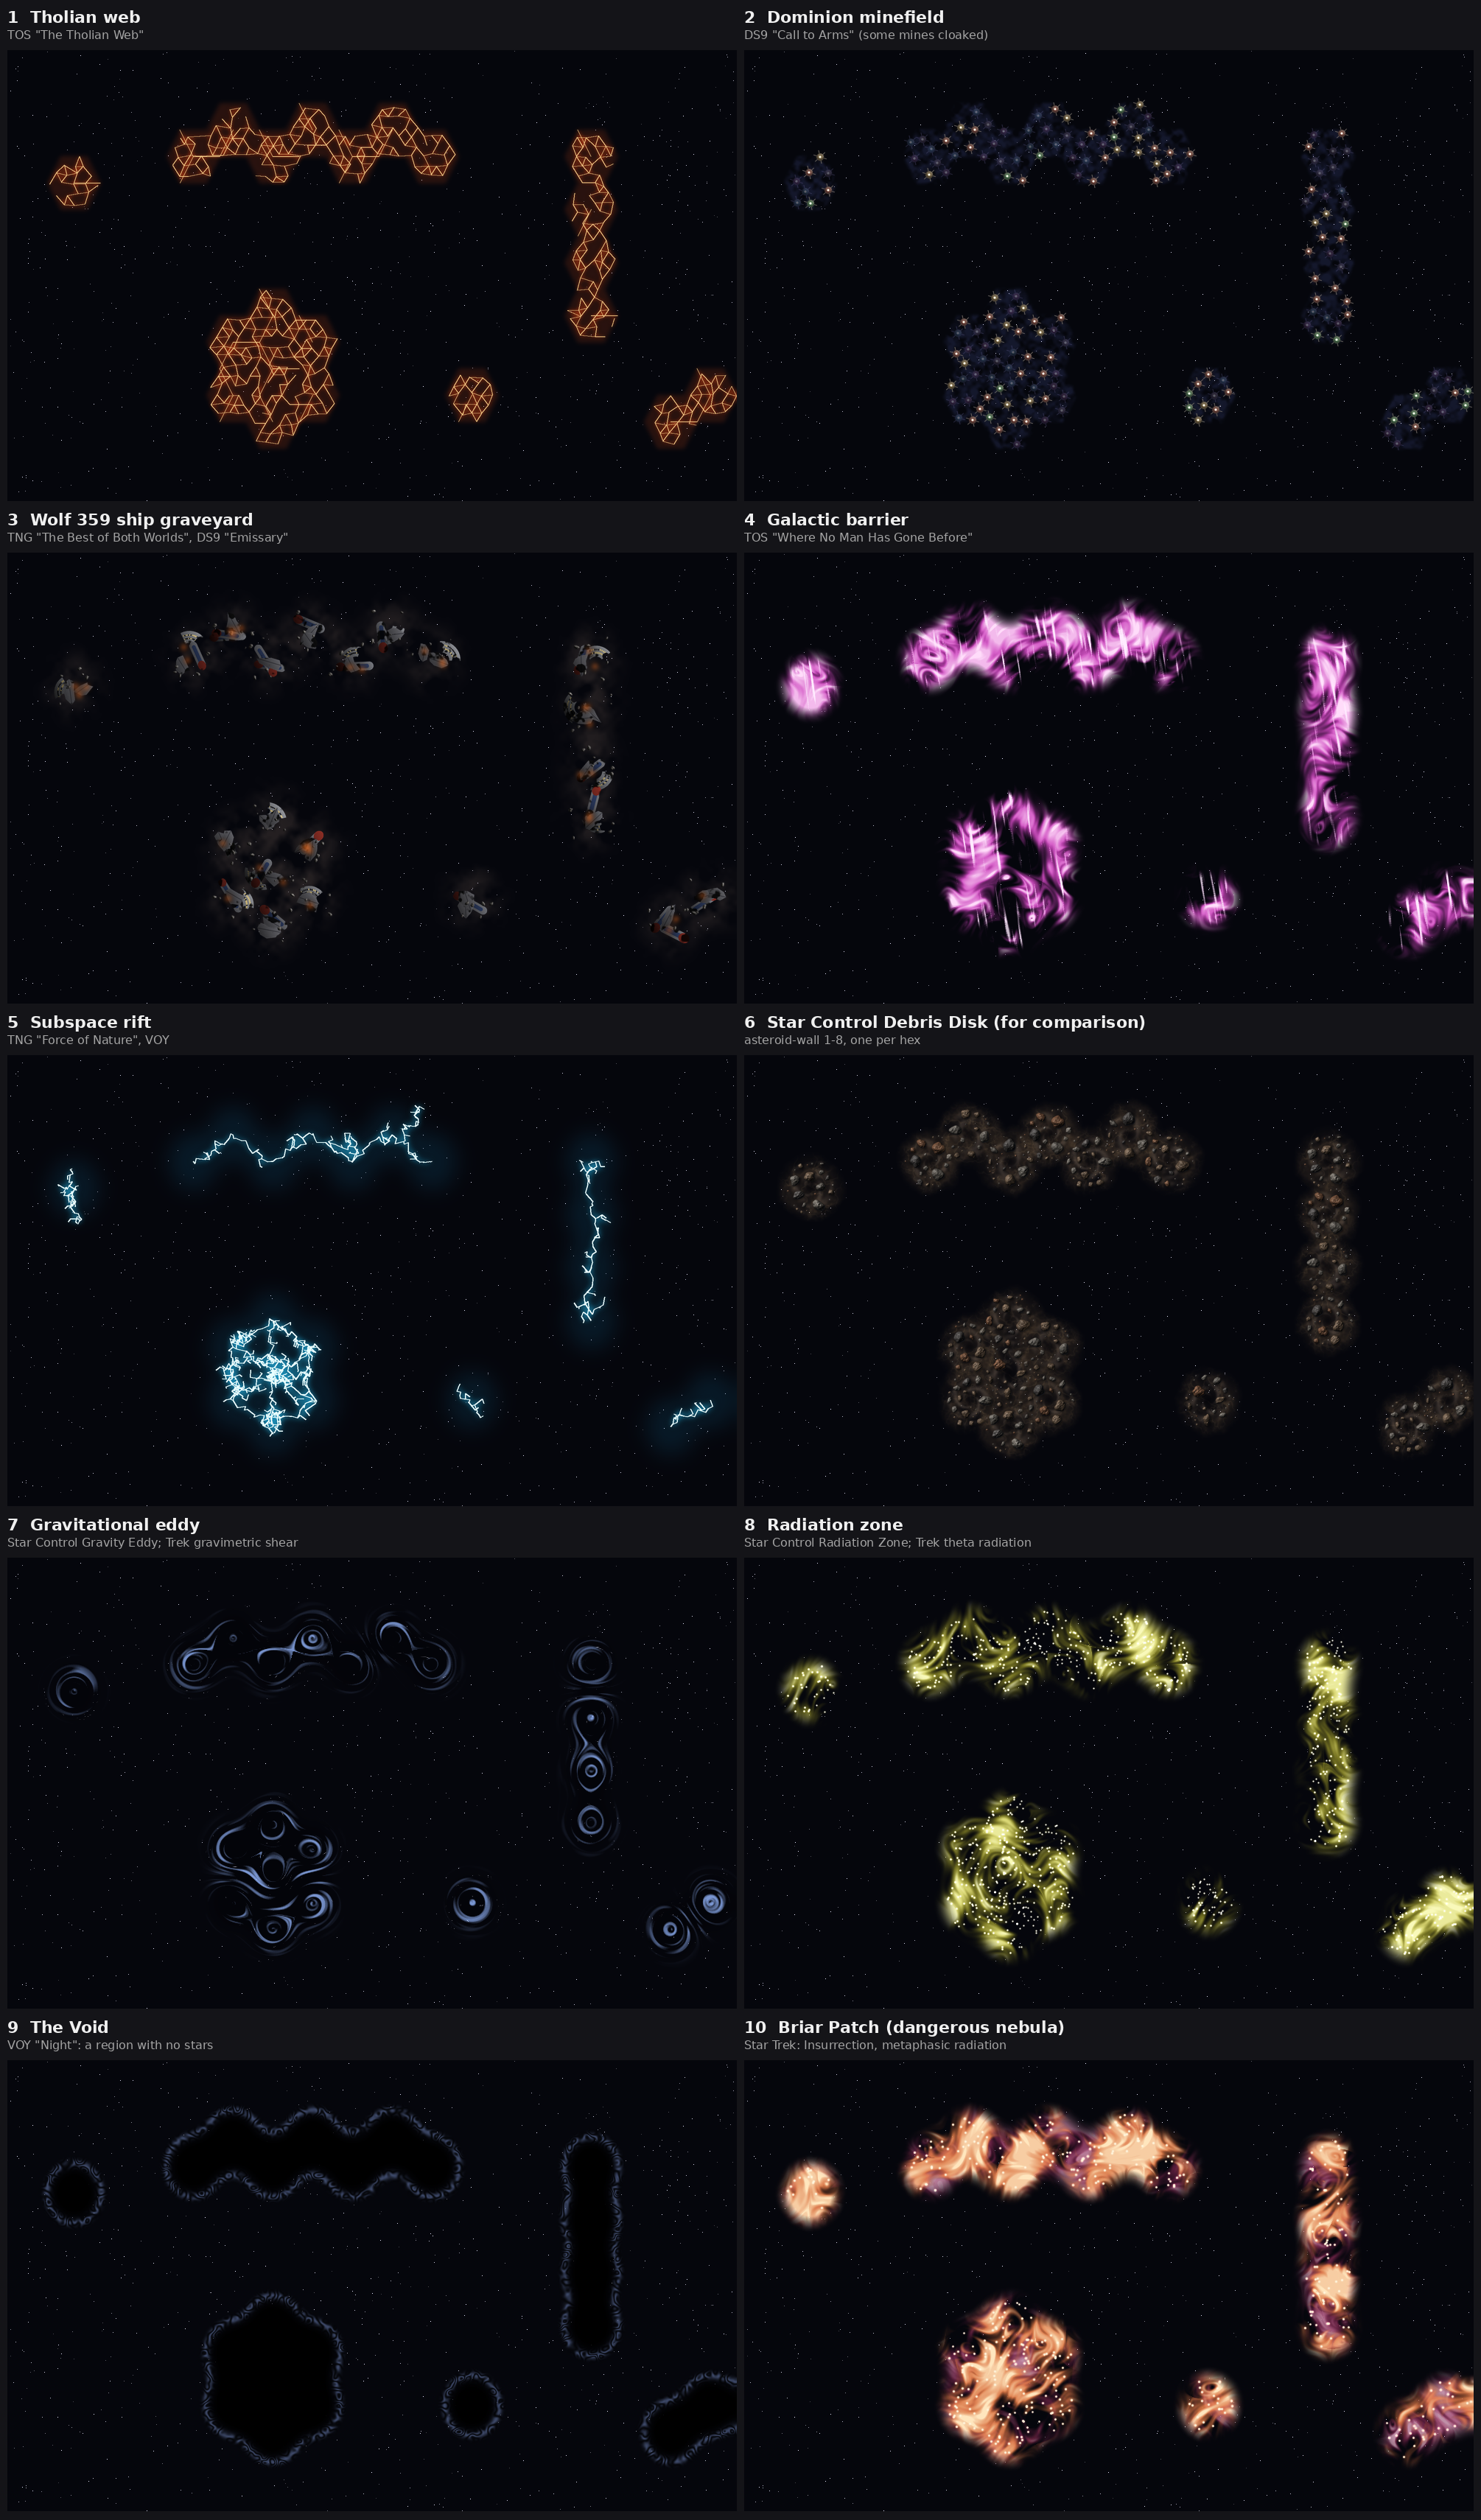 1 Tholian web
TOS "The Tholian Web"
2 Dominion minefield
DS9 "Call to Arms" (some mines cloaked)
3 Wolf 359 ship graveyard
TNG "The Best of Both Worlds", DS9 "Emissary"
4 Galactic barrier
TOS "Where No Man Has Gone Before"
5 Subspace rift
TNG "Force of Nature", VOY
6 Star Control Debris Disk (for comparison)
asteroid-wall 1-8, one per hex
7 Gravitational eddy
Star Control Gravity Eddy; Trek gravimetric shear
8 Radiation zone
Star Control Radiation Zone; Trek theta radiation
9 The Void
VOY "Night": a region with no stars
10 Briar Patch (dangerous nebula)
Star Trek: Insurrection, metaphasic radiation